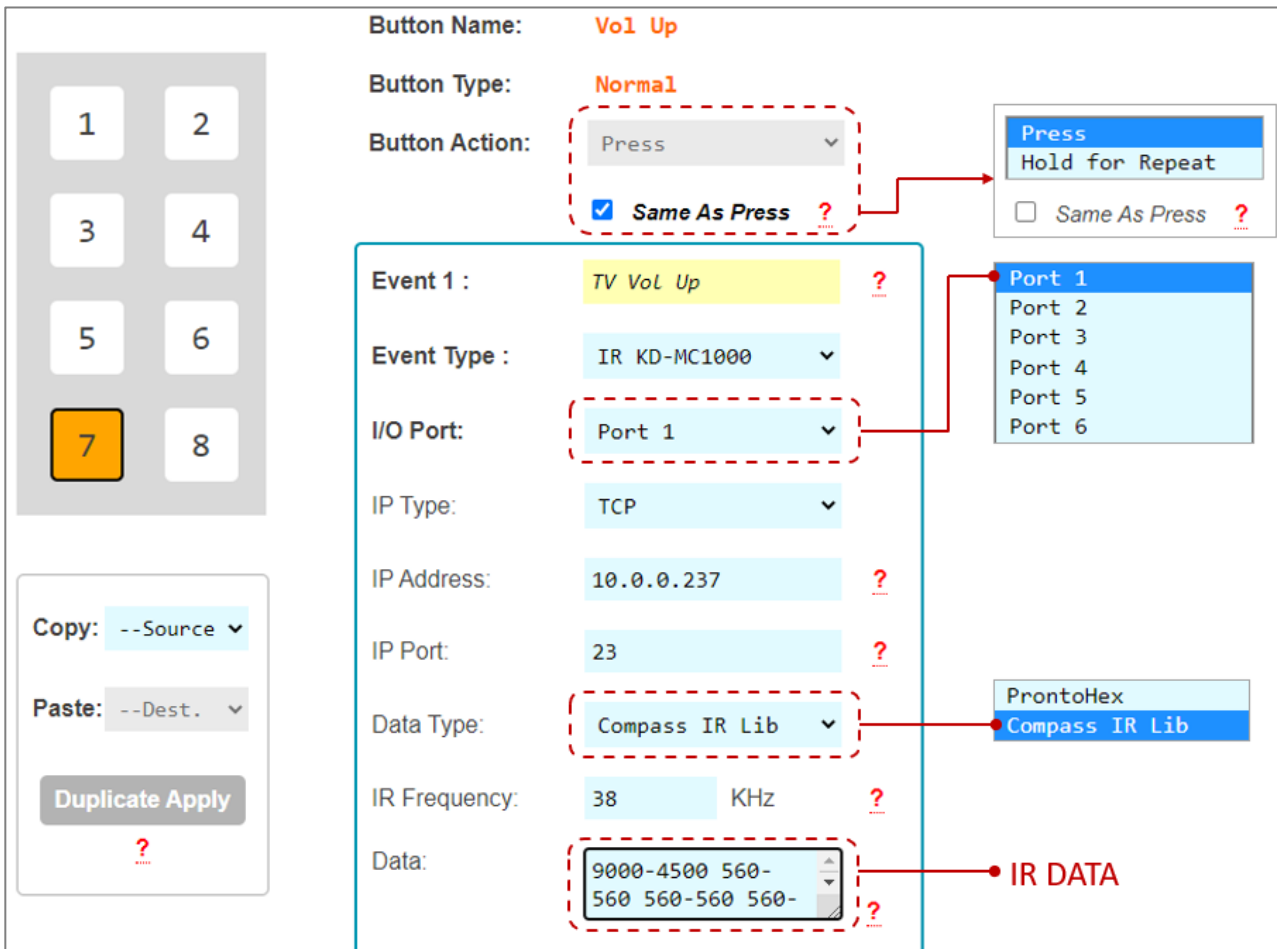 Button Name: Vol Up
Button Type: Normal
Button Action: Press
Same As Press ?
Press
Hold for Repeat
Same As Press ?
1 2
3 4
5 6
7 8
Event 1 : TV Vol Up ?
Event Type : IR KD-MC1000
I/O Port: Port 1
Port 1
Port 2
Port 3
Port 4
Port 5
Port 6
IP Type: TCP
IP Address: 10.0.0.237 ?
IP Port: 23 ?
Data Type: Compass IR Lib
ProntoHex
Compass IR Lib
IR Frequency: 38 KHz ?
Data: 9000-4500 560-
560 560-560 560-
?
IR DATA
Copy: --Source
Paste: --Dest.
Duplicate Apply
?